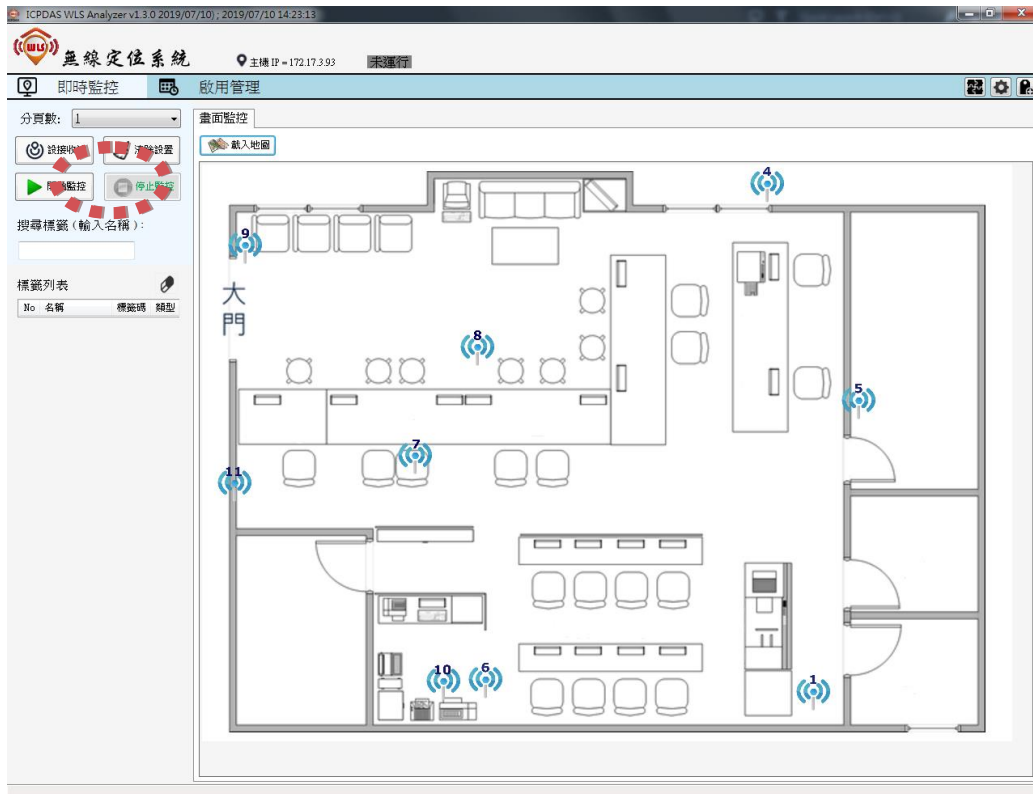 ICPDAS WLS Analyzer v1.3.0 2019/07/10) ; 2019/07/10 14:23:13
WLS
無線定位系統
主機 IP = 172.17.3.93
未運行
即時監控
啟用管理
分頁數:
1
畫面監控
載入地圖
設置
監控
停止
搜尋標籤 ( 輸入名稱 ) :
標籤列表
No 名稱 標籤碼 類型
4
9
大門
8
5
7
11
10
6
1